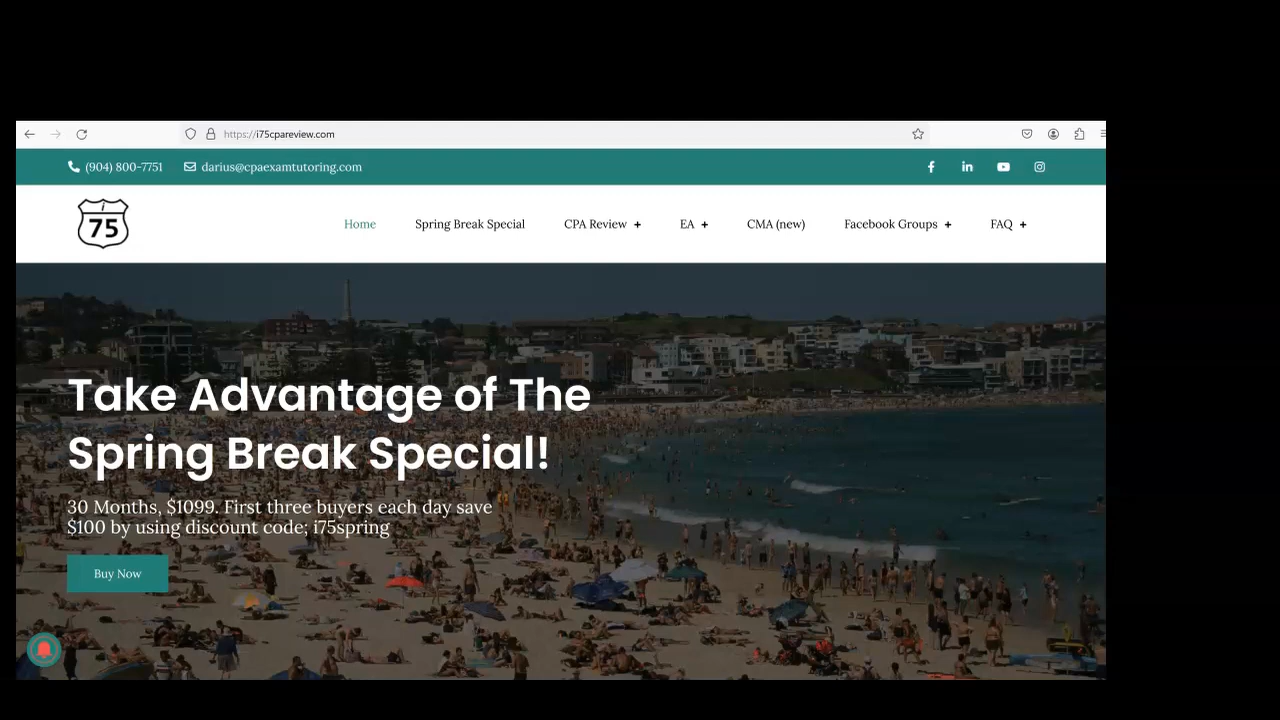 https://i75cpareview.com
(904) 800-7751 darius@cpaexamtutoring.com
i
75
Home Spring Break Special CPA Review + EA + CMA (new) Facebook Groups + FAQ +
Take Advantage of The
Spring Break Special!
30 Months, $1099. First three buyers each day save
$100 by using discount code; i75spring
Buy Now